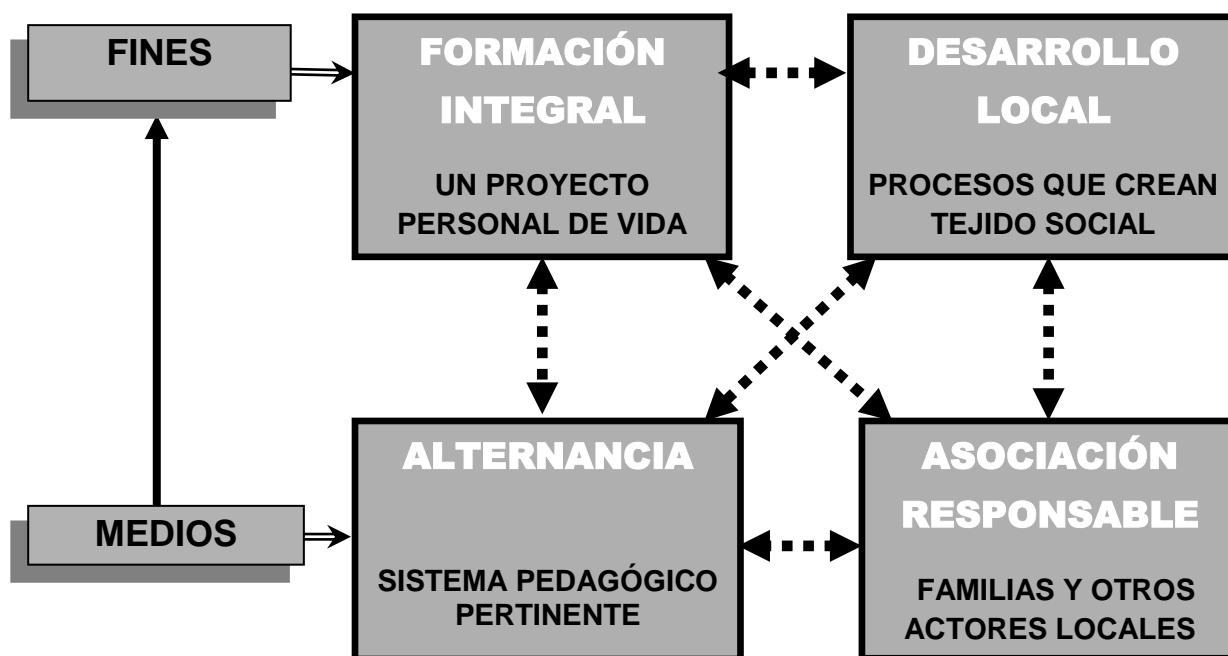 FINES
FORMACIÓN
INTEGRAL
UN PROYECTO
PERSONAL DE VIDA
DESARROLLO
LOCAL
PROCESOS QUE CREAN
TEJIDO SOCIAL
MEDIOS
ALTERNANCIA
SISTEMA PEDAGÓGICO
PERTINENTE
ASOCIACIÓN
RESPONSABLE
FAMILIAS Y OTROS
ACTORES LOCALES